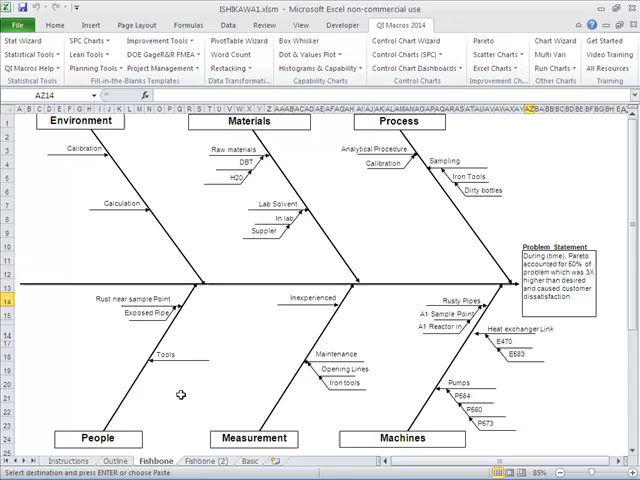 ISHIKAWA1.xlsm - Microsoft Excel non-commercial use
File Home Insert Page Layout Formulas Data Review View Developer QI Macros 2014
Stat Wizard SPC Charts Improvement Tools PivotTable Wizard Box Whisker Control Chart Wizard Pareto Chart Wizard Get Started
Statistical Tools Lean Tools DOE GageR&R FMEA Word Count Dot & Values Plot Control Charts (SPC) Scatter Multi Vari Video Training
QI Macros Help Planning Tools Project Management Restacking Histograms & Capability Control Chart Dashboards Fishbone Run Charts All Resources
Statistical Tools Fill-in-the-Blanks Templates Data Transformation Capability Charts Control Charts Improvement Ch... Other Charts Training
AZ14 fx
Environment Materials Process
Calibration
Raw materials
DBT
H20
Analytical Procedure
Calibration
Sampling
Iron Tools
Dirty bottles
Calculation
Lab Solvent
In lab
Suppler
Problem Statement
During (time), Pareto
accounted for 60% of
problem which was 3X
higher than desired
and caused customer
dissatisfaction.
Rust near sample Point
Exposed Pipe
Tools
Inexperienced
Maintenance
Opening Lines
Iron tools
Rusty Pipes
A1 Sample Point
A1 Reactor in
Heat exchanger Link
E470
E683
Pumps
P584
P660
P673
People Measurement Machines
Instructions Outline Fishbone Fishbone (2) Basic
Select destination and press ENTER or choose Paste 85%